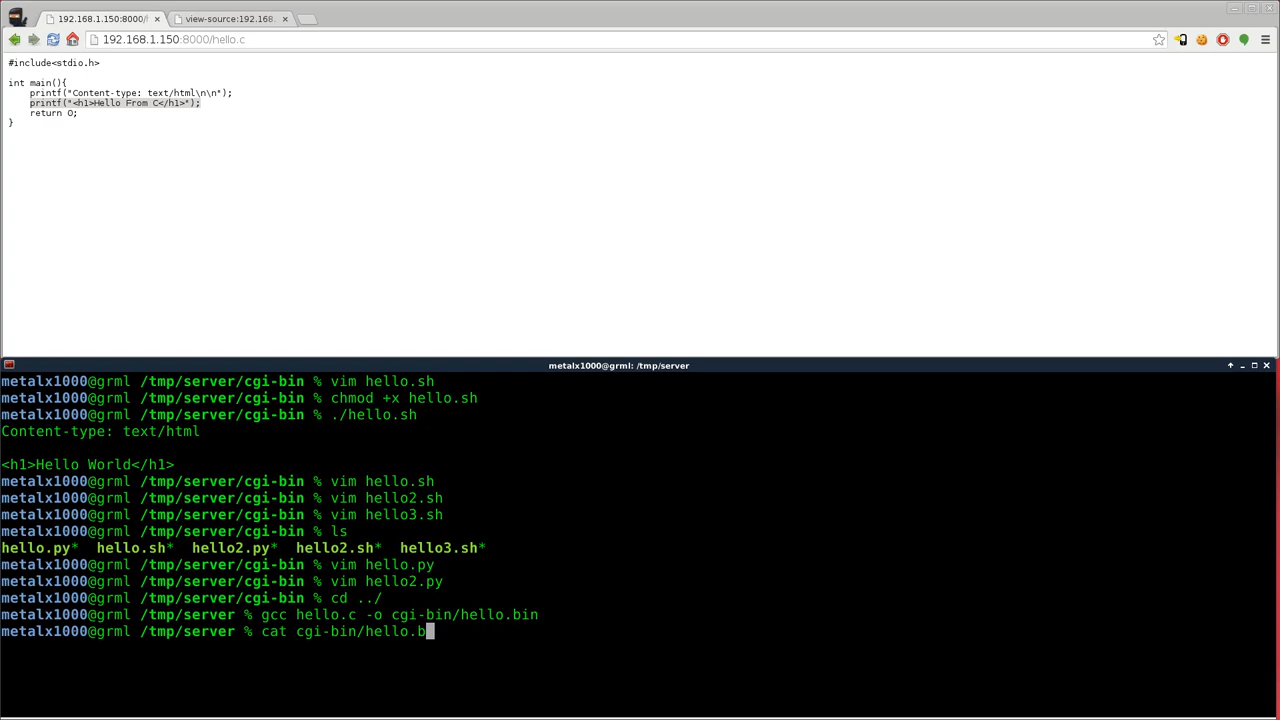 192.168.1.150:8000/h
view-source:192.168.
192.168.1.150:8000/hello.c
#include<stdio.h>
int main(){
printf("Content-type: text/html\n\n");
printf("<h1>Hello From C</h1>");
return 0;
}
metalx1000@grml: /tmp/server
metalx1000@grml /tmp/server/cgi-bin % vim hello.sh
metalx1000@grml /tmp/server/cgi-bin % chmod +x hello.sh
metalx1000@grml /tmp/server/cgi-bin % ./hello.sh
Content-type: text/html
<h1>Hello World</h1>
metalx1000@grml /tmp/server/cgi-bin % vim hello.sh
metalx1000@grml /tmp/server/cgi-bin % vim hello2.sh
metalx1000@grml /tmp/server/cgi-bin % vim hello3.sh
metalx1000@grml /tmp/server/cgi-bin % ls
hello.py* hello.sh* hello2.py* hello2.sh* hello3.sh*
metalx1000@grml /tmp/server/cgi-bin % vim hello.py
metalx1000@grml /tmp/server/cgi-bin % vim hello2.py
metalx1000@grml /tmp/server/cgi-bin % cd ../
metalx1000@grml /tmp/server % gcc hello.c -o cgi-bin/hello.bin
metalx1000@grml /tmp/server % cat cgi-bin/hello.b